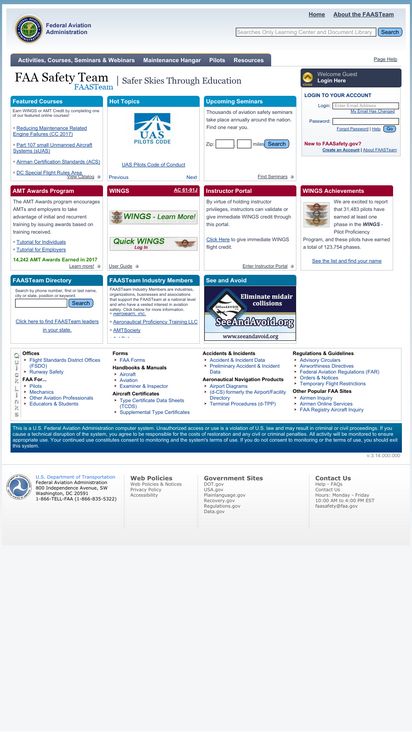 Home About the FAASTeam
Federal Aviation
Administration
Searches Only Learning Center and Document Library Search
Activities, Courses, Seminars & Webinars Maintenance Hangar Pilots Resources
Page Help
FAA Safety Team | Safer Skies Through Education
FAASTeam
Welcome Guest
Login Here
LOGIN TO YOUR ACCOUNT
Login: Enter Email Address
My Email Has Changed
Password:
Forgot Password | Help Go
New to FAASafety.gov?
Create an Account | About FAASTeam
Featured Courses
Earn WINGS or AMT Credit by completing one
of our featured online courses!
Reducing Maintenance Related
Engine Failures (CC 2017)
Part 107 small Unmanned Aircraft
Systems (sUAS)
Airman Certification Standards (ACS)
DC Special Flight Rules Area
View Catalog
Hot Topics
UAS
PILOTS CODE
UAS Pilots Code of Conduct
Previous Next
Upcoming Seminars
Thousands of aviation safety seminars
take place annually around the nation.
Find one near you.
Zip: miles Search
Find Seminars
AMT Awards Program
The AMT award program encourages
AMTs and employers to take
advantage of initial and recurrent
training by issuing awards based on
training received.
Tutorial for Individuals
Tutorial for Employers
14,242 AMT Awards Earned in 2017
Learn more!
WINGS AC 61-91J
WINGS - Learn More!
Quick WINGS
Log In
User Guide
Instructor Portal
By virtue of holding instructor
privileges, instructors can validate or
give immediate WINGS credit through
this portal.
Click Here to give immediate WINGS
flight credit.
Enter Instructor Portal
WINGS Achievements
We are excited to report
that 31,483 pilots have
earned at least one
phase in the WINGS -
Pilot Proficiency
Program, and these pilots have earned
a total of 123,754 phases.
See the list and find your name
FAASTeam Directory
Search by phone number, first or last name,
city or state, position or keyword.
Search
Click here to find FAASTeam leaders
in your state.
FAASTeam Industry Members
FAASTeam Industry Members are industries,
organizations, businesses and associations
that support the FAASTeam at a national level
and who have a vested interest in aviation
safety. Click below for more information.
Aeronautical Proficiency Training LLC
AMTSociety
See and Avoid
Eliminate midair
collisions
SeeAndAvoid.org
www.seeandavoid.org
QUICKLINKS
Offices
Flight Standards District Offices
(FSDO)
Runway Safety
FAA For...
Pilots
Mechanics
Other Aviation Professionals
Educators & Students
Forms
FAA Forms
Handbooks & Manuals
Aircraft
Aviation
Examiner & Inspector
Aircraft Certificates
Type Certificate Data Sheets
(TCDS)
Supplemental Type Certificates
Accidents & Incidents
Accident & Incident Data
Preliminary Accident & Incident
Data
Aeronautical Navigation Products
Airport Diagrams
(d-CS) formerly the Airport/Facility
Directory
Terminal Procedures (d-TPP)
Regulations & Guidelines
Advisory Circulars
Airworthiness Directives
Federal Aviation Regulations (FAR)
Orders & Notices
Temporary Flight Restrictions
Other Popular FAA Sites
Airmen Inquiry
Airmen Online Services
FAA Registry Aircraft Inquiry
This is a U.S. Federal Aviation Administration computer system. Unauthorized access or use is a violation of U.S. law and may result in criminal or civil proceedings. If you
cause a technical disruption of the system, you agree to be responsible for the costs of restoration and any civil or criminal penalties. All activity will be monitored to ensure
appropriate use. Your continued use constitutes consent to monitoring and the system's terms of use. If you do not consent to monitoring or the terms of use, you should exit
this system.
v:3.14.000.000
U.S. Department of Transportation
Federal Aviation Administration
800 Independence Avenue, SW
Washington, DC 20591
1-866-TELL-FAA (1-866-835-5322)
Web Policies
Web Policies & Notices
Privacy Policy
Accessibility
Government Sites
DOT.gov
USA.gov
Plainlanguage.gov
Recovery.gov
Regulations.gov
Data.gov
Contact Us
Help - FAQs
Contact Us
Hours: Monday - Friday
10:00 AM to 4:00 PM EST
faasafety@faa.gov